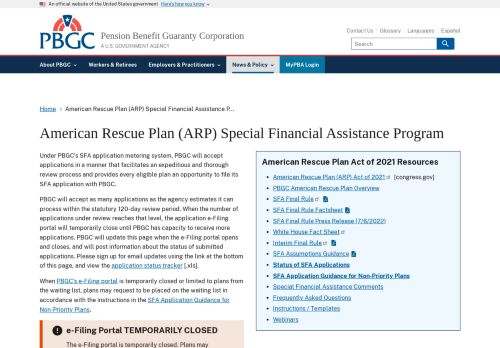 An official website of the United States government Here's how you know
PBGC Pension Benefit Guaranty Corporation
A U.S. GOVERNMENT AGENCY
Contact Us Glossary Languages Español
Search
About PBGC Workers & Retirees Employers & Practitioners News & Policy MyPBA Login
Home American Rescue Plan (ARP) Special Financial Assistance P...
American Rescue Plan (ARP) Special Financial Assistance Program
Under PBGC's SFA application metering system, PBGC will accept
applications in a manner that facilitates an expeditious and thorough
review process and provides every eligible plan an opportunity to file its
SFA application with PBGC.
PBGC will accept as many applications as the agency estimates it can
process within the statutory 120-day review period. When the number of
applications under review reaches that level, the application e-Filing
portal will temporarily close until PBGC has capacity to receive more
applications. PBGC will update this page when the e-Filing portal opens
and closes, and will post information about the status of submitted
applications. Please sign up for email updates using the link at the bottom
of this page, and view the application status tracker [.xls].
When PBGC's e-Filing portal is temporarily closed or limited to plans from
the waiting list, plans may request to be placed on the waiting list in
accordance with the instructions in the SFA Application Guidance for
Non-Priority Plans.
e-Filing Portal TEMPORARILY CLOSED
The e-Filing portal is temporarily closed. Plans may
American Rescue Plan Act of 2021 Resources
American Rescue Plan (ARP) Act of 2021 [congress.gov]
PBGC American Rescue Plan Overview
SFA Final Rule
SFA Final Rule Factsheet
SFA Final Rule Press Release (7/6/2022)
White House Fact Sheet
Interim Final Rule
SFA Assumptions Guidance
Status of SFA Applications
SFA Application Guidance for Non-Priority Plans
Special Financial Assistance Comments
Frequently Asked Questions
Instructions / Templates
Webinars